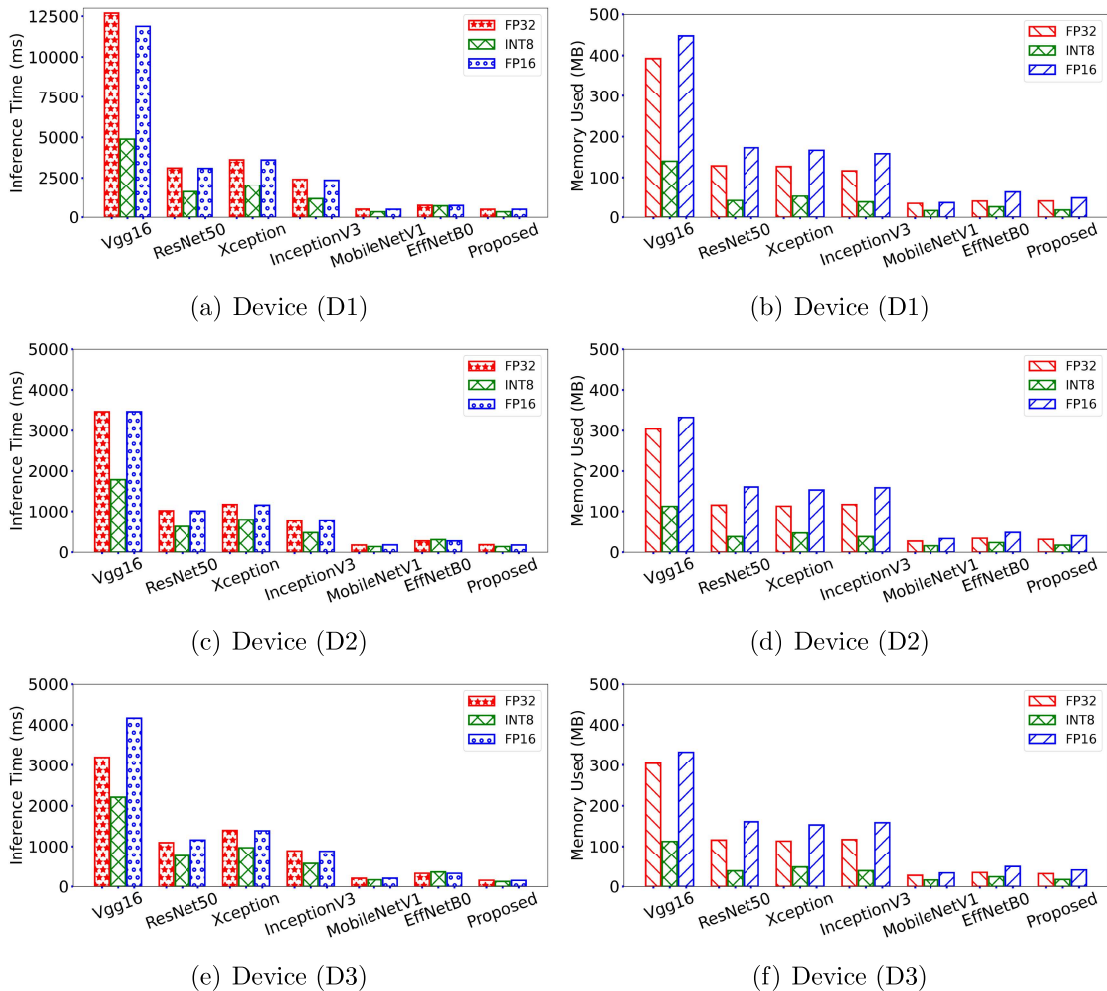 Inference Time (ms)
12500
10000
7500
5000
2500
0
FP32
INT8
FP16
Vgg16 ResNet50 Xception InceptionV3 MobileNetV1 EffNetB0 Proposed
(a) Device (D1)
Memory Used (MB)
500
400
300
200
100
0
FP32
INT8
FP16
Vgg16 ResNet50 Xception InceptionV3 MobileNetV1 EffNetB0 Proposed
(b) Device (D1)
Inference Time (ms)
5000
4000
3000
2000
1000
0
FP32
INT8
FP16
Vgg16 ResNet50 Xception InceptionV3 MobileNetV1 EffNetB0 Proposed
(c) Device (D2)
Memory Used (MB)
500
400
300
200
100
0
FP32
INT8
FP16
Vgg16 ResNet50 Xception InceptionV3 MobileNetV1 EffNetB0 Proposed
(d) Device (D2)
Inference Time (ms)
5000
4000
3000
2000
1000
0
FP32
INT8
FP16
Vgg16 ResNet50 Xception InceptionV3 MobileNetV1 EffNetB0 Proposed
(e) Device (D3)
Memory Used (MB)
500
400
300
200
100
0
FP32
INT8
FP16
Vgg16 ResNet50 Xception InceptionV3 MobileNetV1 EffNetB0 Proposed
(f) Device (D3)